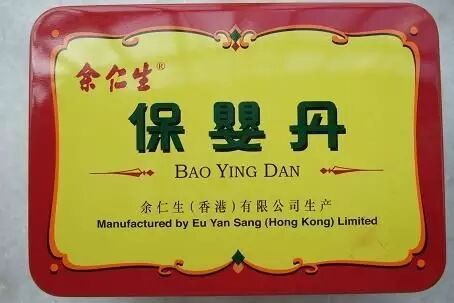 余仁生®
保嬰丹
BAO YING DAN
余仁生(香港)有限公司生产
Manufactured by Eu Yan Sang (Hong Kong) Limited